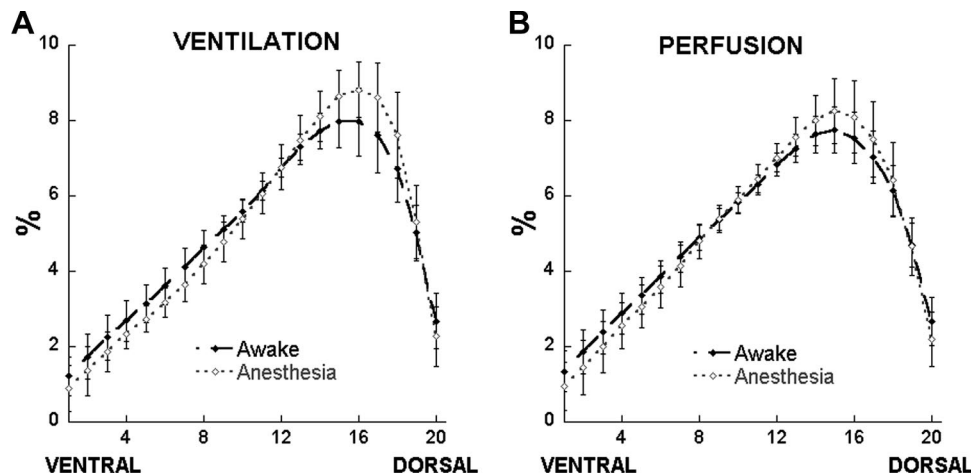 A
VENTILATION
10
8
6
4
2
0
%
Awake
Anesthesia
4
8
12
16
20
VENTRAL
DORSAL
B
PERFUSION
10
8
6
4
2
0
%
Awake
Anesthesia
4
8
12
16
20
VENTRAL
DORSAL